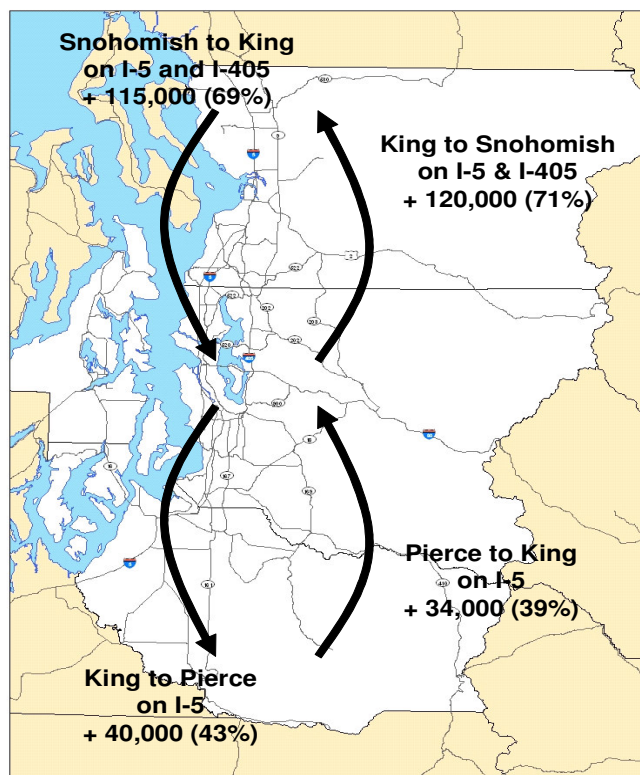 Snohomish to King
on I-5 and I-405
+ 115,000 (69%)
King to Snohomish
on I-5 & I-405
+ 120,000 (71%)
Pierce to King
on I-5
+ 34,000 (39%)
King to Pierce
on I-5
+ 40,000 (43%)